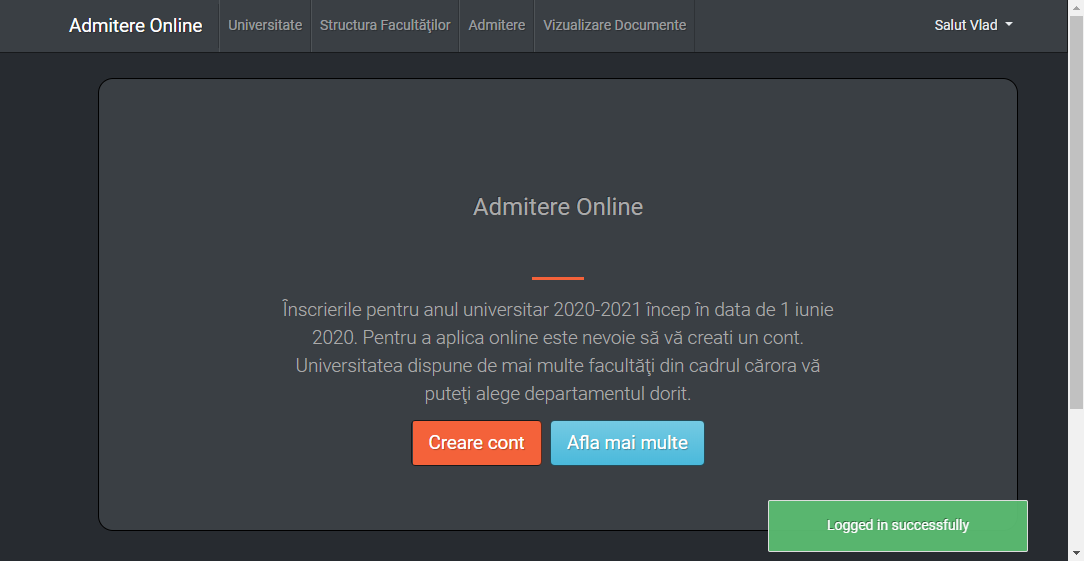 Admitere Online Universitate Structura Facultăţilor Admitere Vizualizare Documente Salut Vlad
Admitere Online
Înscrierile pentru anul universitar 2020-2021 încep în data de 1 iunie
2020. Pentru a aplica online este nevoie să vă creati un cont.
Universitatea dispune de mai multe facultăţi din cadrul cărora vă
puteţi alege departamentul dorit.
Creare cont Afla mai multe
Logged in successfully